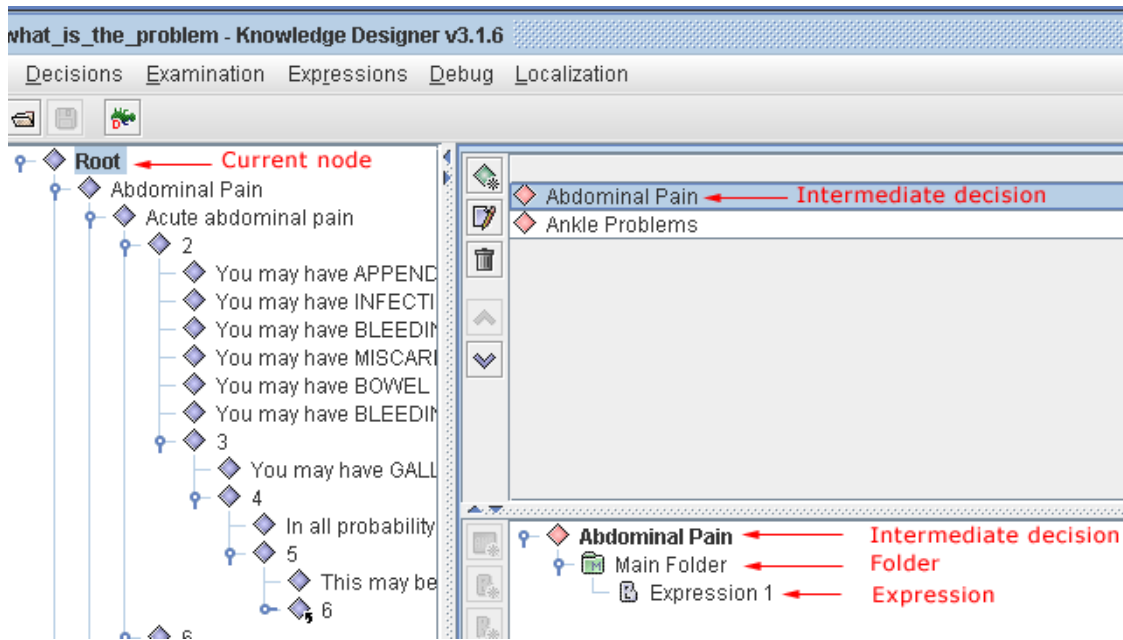 what_is_the_problem - Knowledge Designer v3.1.6
Decisions Examination Expressions Debug Localization
Root Current node
Abdominal Pain
Acute abdominal pain
2
You may have APPEND
You may have INFECTI
You may have BLEEDIN
You may have MISCARI
You may have BOWEL
You may have BLEEDIN
3
You may have GALL
4
In all probability
5
This may be
6
6
Abdominal Pain Intermediate decision
Ankle Problems
Abdominal Pain Intermediate decision
Main Folder Folder
Expression 1 Expression